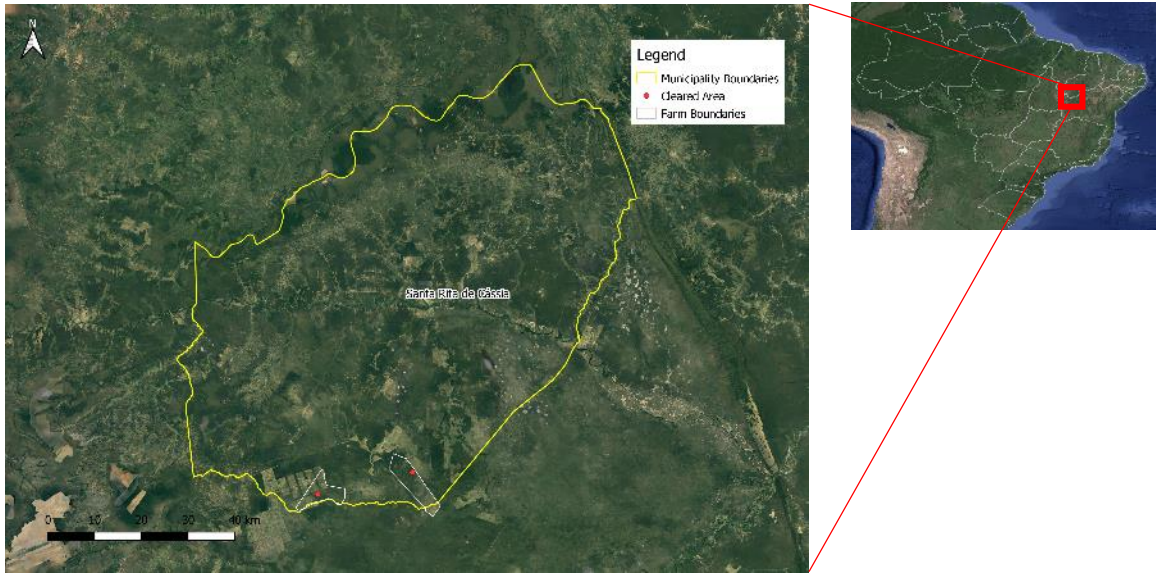 N
Legend
Municipality Boundaries
Cleared Area
Farm Boundaries
Santa Rita de Cássia
0 10 20 30 40 km